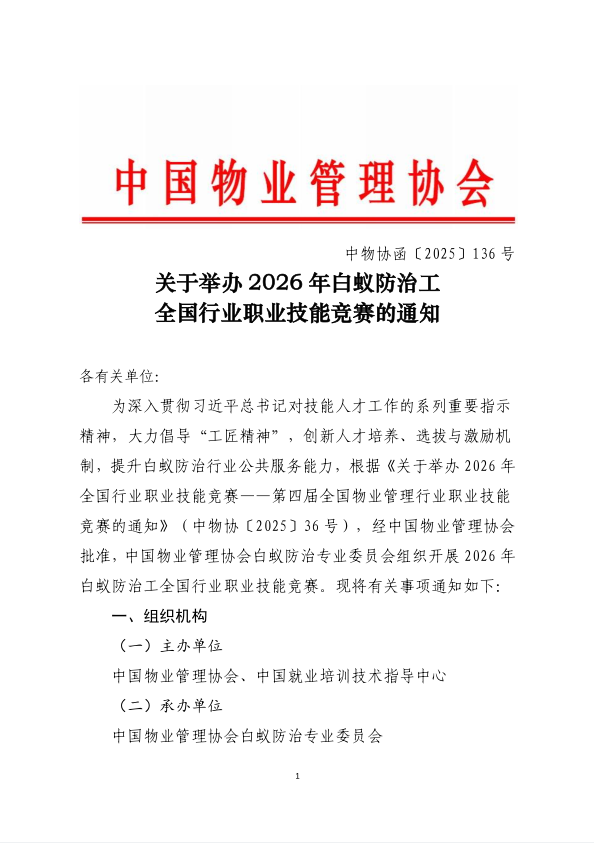 中国物业管理协会
中物协函〔2025〕136 号
关于举办 2026 年白蚁防治工
全国行业职业技能竞赛的通知
各有关单位：
为深入贯彻习近平总书记对技能人才工作的系列重要指示
精神，大力倡导“工匠精神”，创新人才培养、选拔与激励机
制，提升白蚁防治行业公共服务能力，根据《关于举办 2026 年
全国行业职业技能竞赛——第四届全国物业管理行业职业技能
竞赛的通知》（中物协〔2025〕36 号），经中国物业管理协会
批准，中国物业管理协会白蚁防治专业委员会组织开展 2026 年
白蚁防治工全国行业职业技能竞赛。现将有关事项通知如下：
一、组织机构
（一）主办单位
中国物业管理协会、中国就业培训技术指导中心
（二）承办单位
中国物业管理协会白蚁防治专业委员会
1